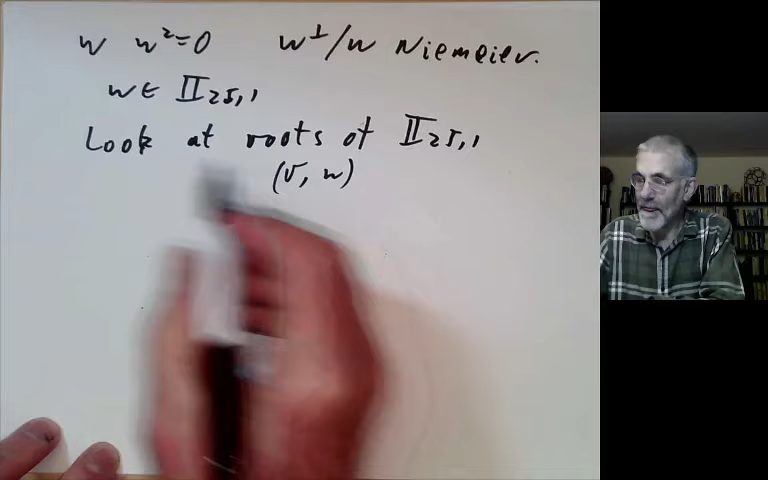 w w²=0 w⊥/w Niemeier.
w∈ II₂₅,₁
Look at roots of II₂₅,₁
(r, w)